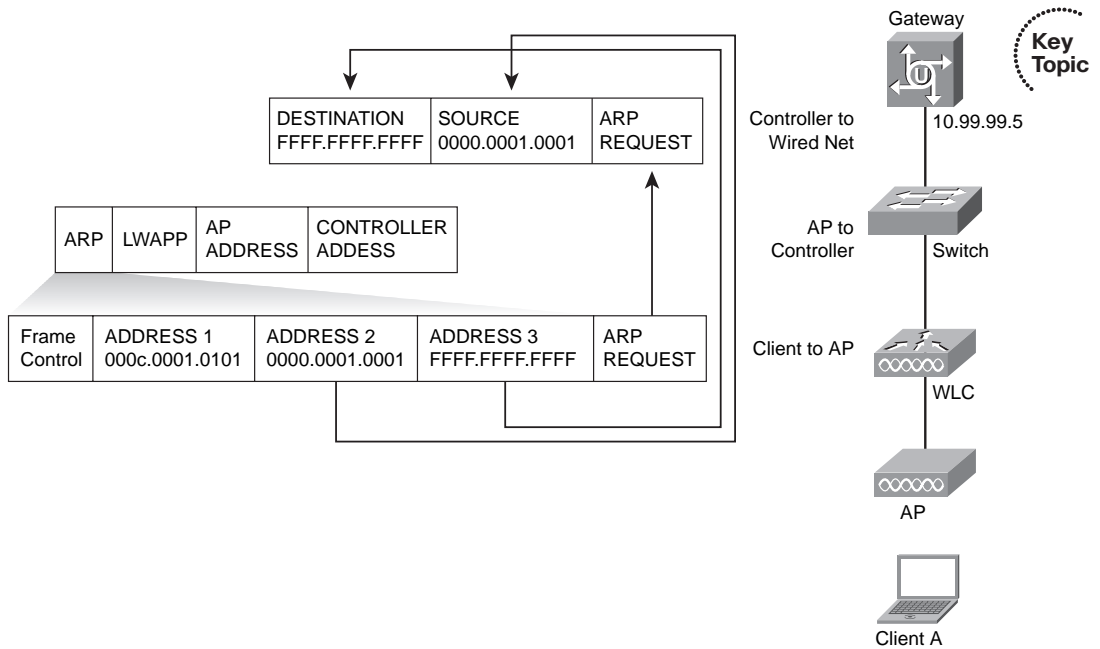 Gateway
Key
Topic
DESTINATION
FFFF.FFFF.FFFF
SOURCE
0000.0001.0001
ARP
REQUEST
Controller to
Wired Net
U
10.99.99.5
ARP
LWAPP
AP
ADDRESS
CONTROLLER
ADDESS
AP to
Controller
Switch
Frame
Control
ADDRESS 1
000c.0001.0101
ADDRESS 2
0000.0001.0001
ADDRESS 3
FFFF.FFFF.FFFF
ARP
REQUEST
Client to AP
WLC
AP
Client A